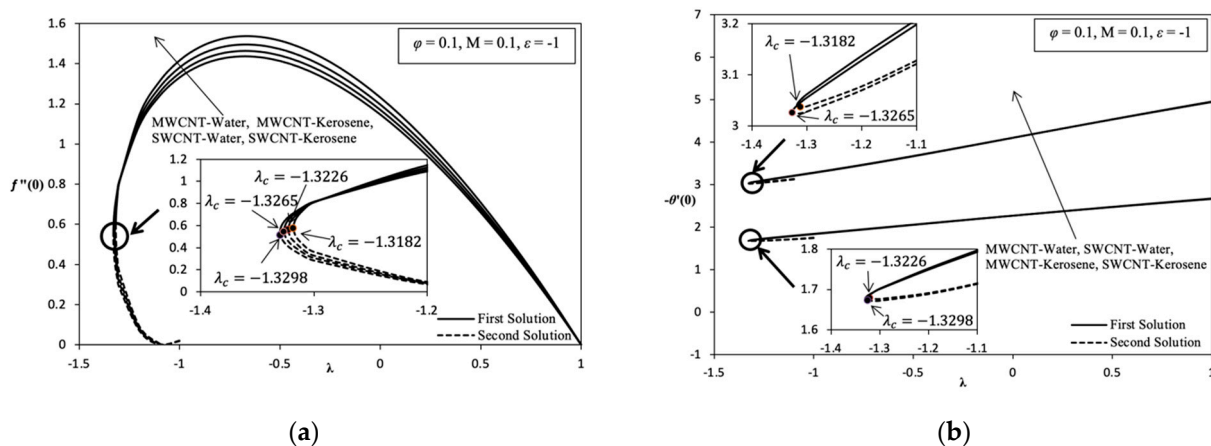 1.6
1.4
1.2
1
0.8
0.6
0.4
0.2
0
f"(0)
φ = 0.1, M = 0.1, ε = -1
MWCNT-Water, MWCNT-Kerosene,
SWCNT-Water, SWCNT-Kerosene
1.2
1
0.8
0.6
0.4
0.2
0
λc = −1.3226
λc = −1.3265
λc = −1.3182
λc = −1.3298
-1.4 -1.3 -1.2
First Solution
Second Solution
-1.5 -1 -0.5 0 0.5 1
λ
(a)
7
6
5
4
3
2
1
0
-1
-θ'(0)
φ = 0.1, M = 0.1, ε = -1
3.2
3.1
3
λc = −1.3182
λc = −1.3265
-1.4 -1.3 -1.2 -1.1
MWCNT-Water, SWCNT-Water,
MWCNT-Kerosene, SWCNT-Kerosene
1.8
1.7
1.6
λc = −1.3226
λc = −1.3298
-1.4 -1.3 -1.2 -1.1
First Solution
Second Solution
-1.5 -1 -0.5 0 0.5 1
λ
(b)